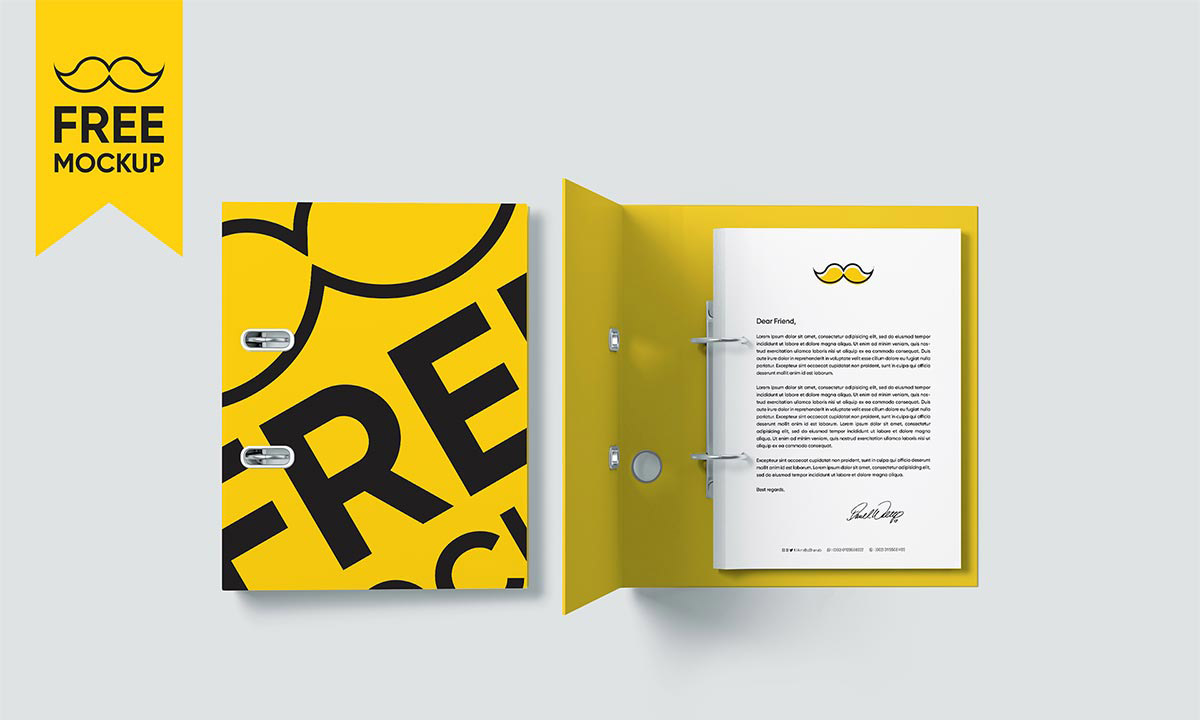 FREE
MOCKUP
FRE
Dear Friend,
Lorem ipsum dolor sit amet, consectetur adipiscing elit, sed do eiusmod tempor
incididunt ut labore et dolore magna aliqua. Ut enim ad minim veniam, quis nos-
trud exercitation ullamco laboris nisi ut aliquip ex ea commodo consequat. Duis
aute irure dolor in reprehenderit in voluptate velit esse cillum dolore eu fugiat nulla
pariatur. Excepteur sint occaecat cupidatat non proident, sunt in culpa qui officia
deserunt mollit anim id est laborum.
Lorem ipsum dolor sit amet, consectetur adipiscing elit, sed do eiusmod tempor
incididunt ut labore et dolore magna aliqua. Ut enim ad minim veniam, quis nos-
trud exercitation ullamco laboris nisi ut aliquip ex ea commodo consequat. Duis
aute irure dolor in reprehenderit in voluptate velit esse cillum dolore eu fugiat nulla
pariatur. Excepteur sint occaecat cupidatat non proident, sunt in culpa qui officia
deserunt mollit anim id est laborum. Lorem ipsum dolor sit amet, consectetur
adipiscing elit, sed do eiusmod tempor incididunt ut labore et dolore magna aliqua.
Ut enim ad minim veniam, quis nostrud exercitation ullamco laboris nisi ut aliquip
ex ea commodo consequat.
Excepteur sint occaecat cupidatat non proident, sunt in culpa qui officia deserunt
mollit anim id est laborum. Lorem ipsum dolor sit amet, consectetur adipiscing elit,
sed do eiusmod tempor incididunt ut labore et dolore magna aliqua.
Best regards,